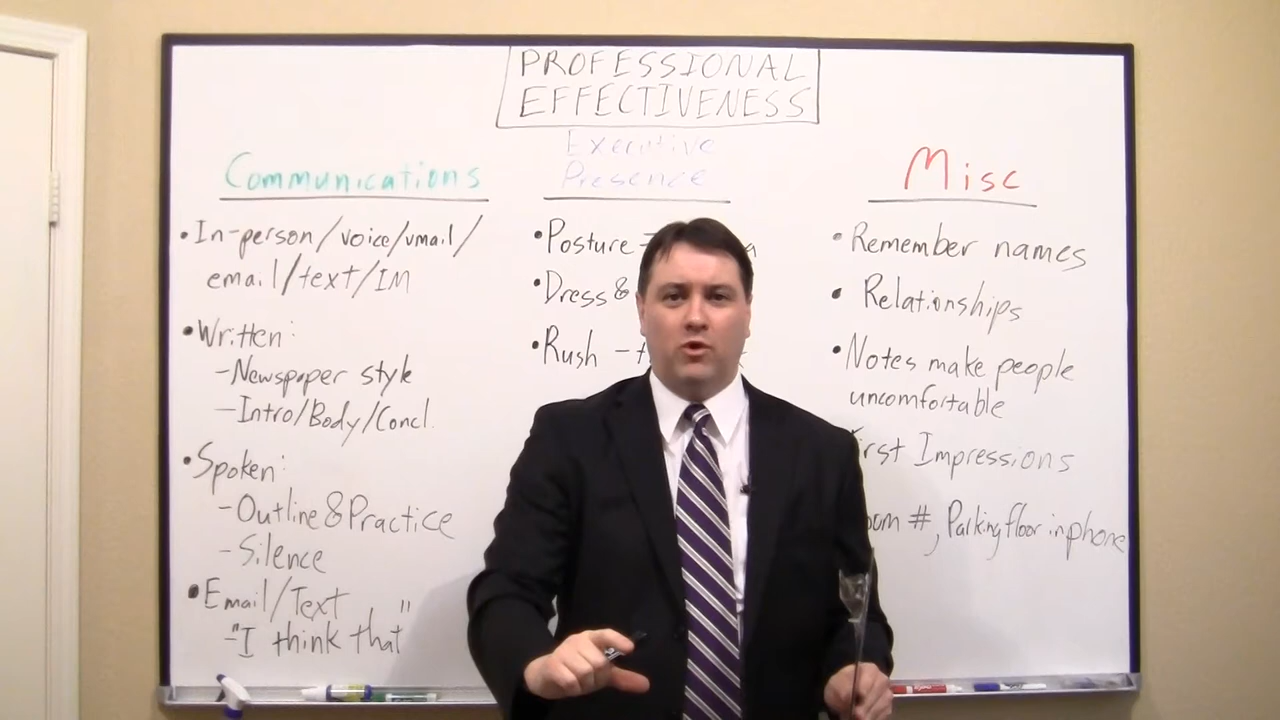 PROFESSIONAL
EFFECTIVENESS
Communications
• In-person/voice/vmail/
email/text/IM
• Written:
-Newspaper style
-Intro/Body/Concl.
• Spoken:
-Outline & Practice
-Silence
• Email/Text
-"I think that"
Executive
Presence
• Posture
• Dress &
• Rush -
Misc
• Remember names
• Relationships
• Notes make people
uncomfortable
Impressions
#, Parking floor in phone